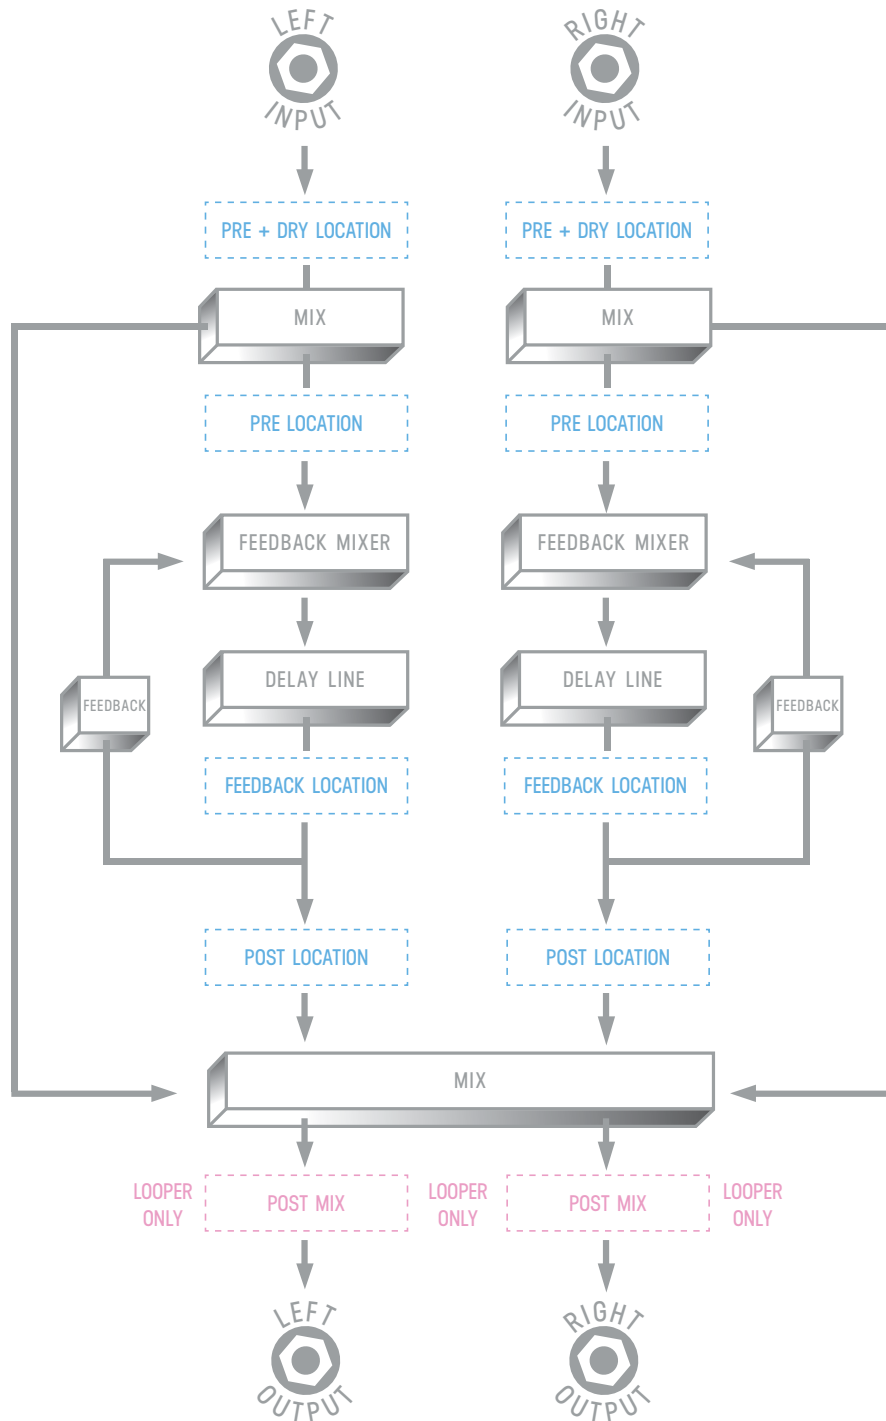 LEFT
RIGHT
INPUT
INPUT
PRE + DRY LOCATION
PRE + DRY LOCATION
MIX
MIX
PRE LOCATION
PRE LOCATION
FEEDBACK MIXER
FEEDBACK MIXER
DELAY LINE
DELAY LINE
FEEDBACK
FEEDBACK
FEEDBACK LOCATION
FEEDBACK LOCATION
POST LOCATION
POST LOCATION
MIX
LOOPER
ONLY
POST MIX
LOOPER
ONLY
POST MIX
LOOPER
ONLY
LEFT
RIGHT
OUTPUT
OUTPUT